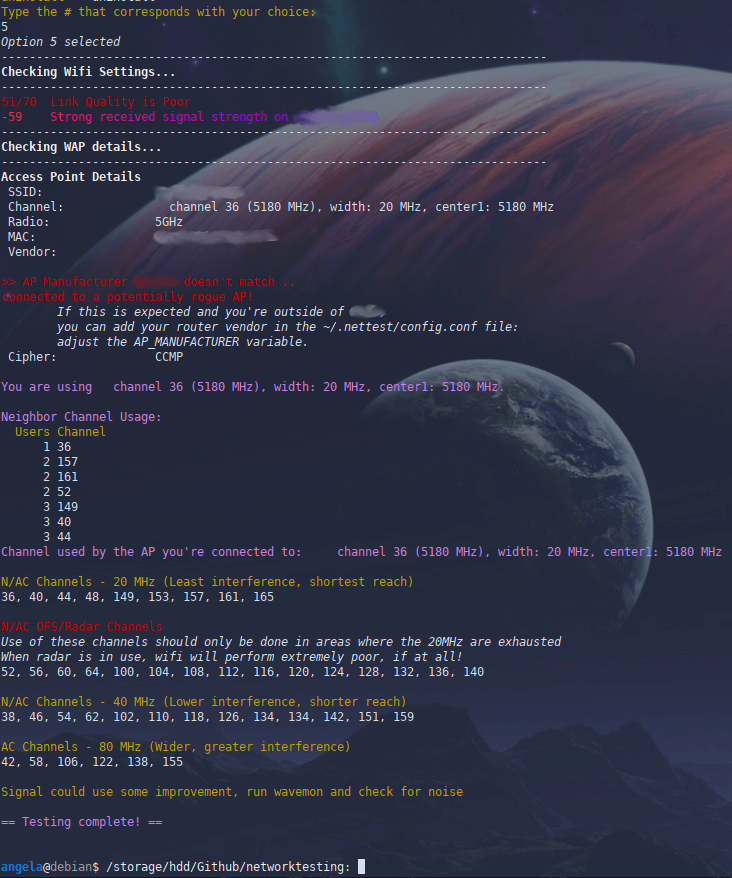 Type the # that corresponds with your choice:
5
Option 5 selected
------------------------------------------------------------------------------
Checking Wifi Settings...
------------------------------------------------------------------------------
51/70  Link Quality is Poor
-59    Strong received signal strength on
------------------------------------------------------------------------------
Checking WAP details...
------------------------------------------------------------------------------
Access Point Details
SSID:
Channel:               channel 36 (5180 MHz), width: 20 MHz, center1: 5180 MHz
Radio:               5GHz
MAC:
Vendor:
>> AP Manufacturer doesn't match ..
connected to a potentially rogue AP!
If this is expected and you're outside of
you can add your router vendor in the ~/.nettest/config.conf file:
adjust the AP_MANUFACTURER variable.
Cipher:              CCMP
You are using   channel 36 (5180 MHz), width: 20 MHz, center1: 5180 MHz.
Neighbor Channel Usage:
Users Channel
1 36
2 157
2 161
2 52
3 149
3 40
3 44
Channel used by the AP you're connected to:     channel 36 (5180 MHz), width: 20 MHz, center1: 5180 MHz
N/AC Channels - 20 MHz (Least interference, shortest reach)
36, 40, 44, 48, 149, 153, 157, 161, 165
N/AC DFS/Radar Channels
Use of these channels should only be done in areas where the 20MHz are exhausted
When radar is in use, wifi will perform extremely poor, if at all!
52, 56, 60, 64, 100, 104, 108, 112, 116, 120, 124, 128, 132, 136, 140
N/AC Channels - 40 MHz (Lower interference, shorter reach)
38, 46, 54, 62, 102, 110, 118, 126, 134, 134, 142, 151, 159
AC Channels - 80 MHz (Wider, greater interference)
42, 58, 106, 122, 138, 155
Signal could use some improvement, run wavemon and check for noise
== Testing complete! ==
angela@debian$ /storage/hdd/Github/networktesting: